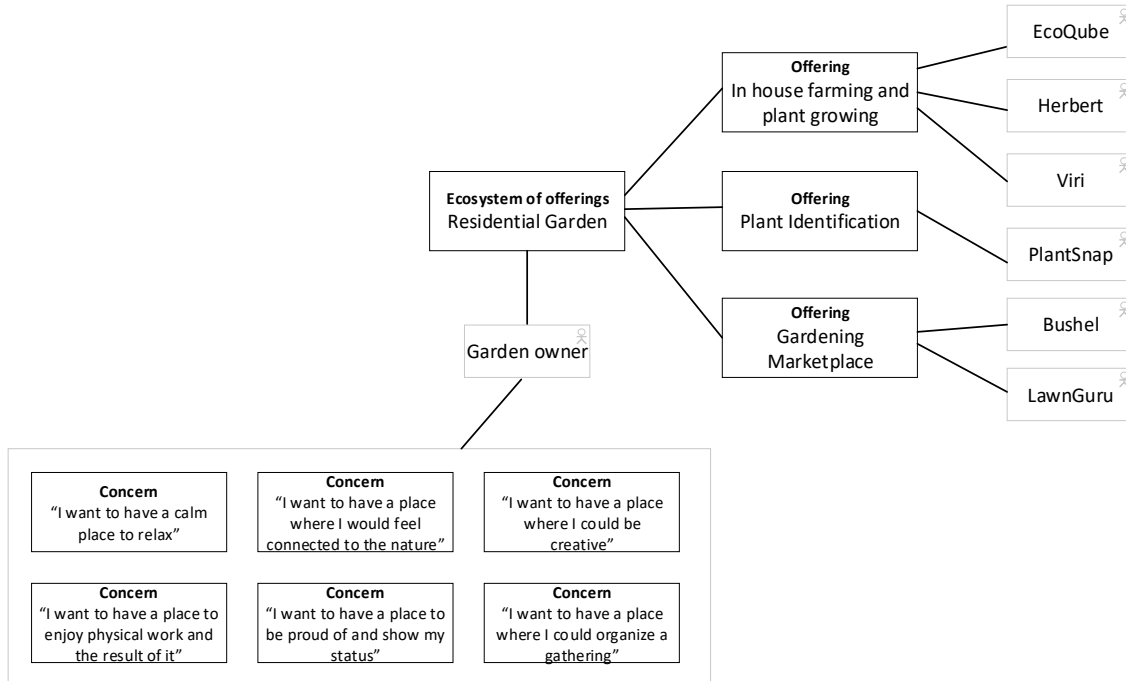 EcoQube
Offering
In house farming and
plant growing
Herbert
Viri
Ecosystem of offerings
Residential Garden
Offering
Plant Identification
PlantSnap
Offering
Gardening
Marketplace
Bushel
LawnGuru
Garden owner
Concern
“I want to have a calm
place to relax”
Concern
“I want to have a place
where I would feel
connected to the nature”
Concern
“I want to have a place
where I could be
creative”
Concern
“I want to have a place to
enjoy physical work and
the result of it”
Concern
“I want to have a place to
be proud of and show my
status”
Concern
“I want to have a place
where I could organize a
gathering”